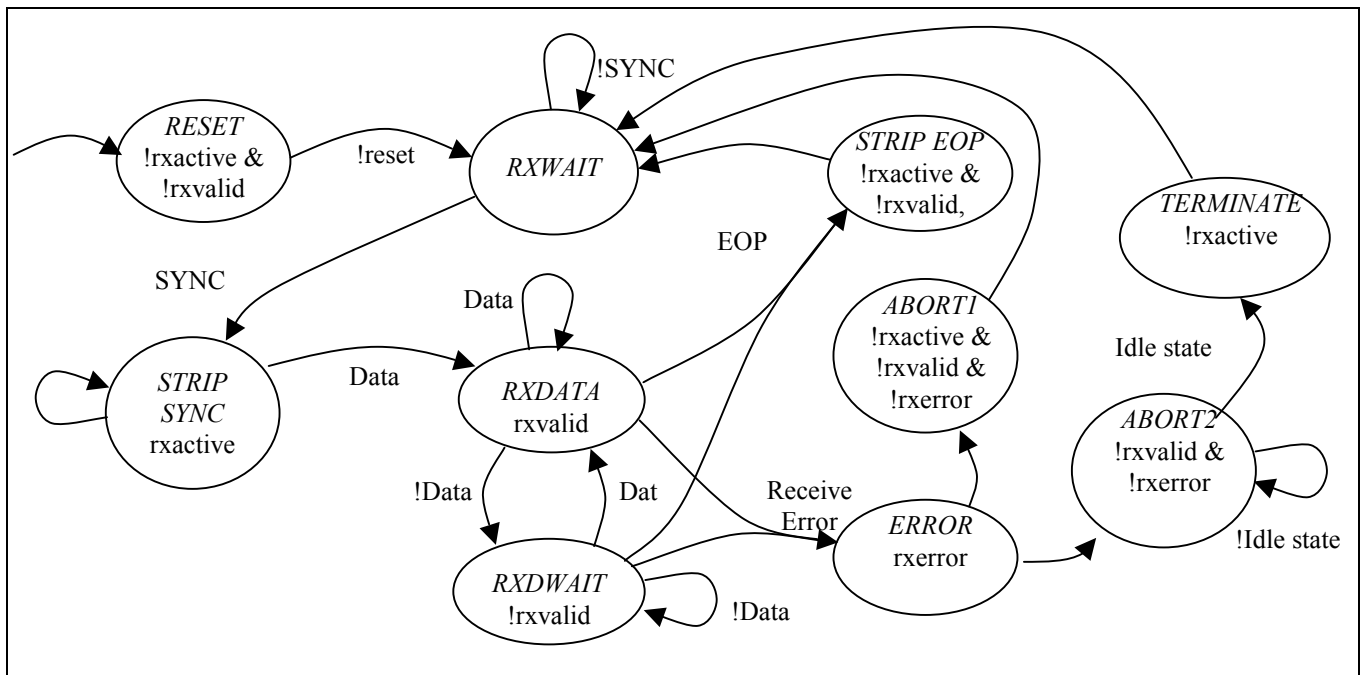 !SYNC
RESET
!rxactive &
!rxvalid
!reset
RXWAIT
STRIP EOP
!rxactive &
!rxvalid,
TERMINATE
!rxactive
EOP
SYNC
Data
ABORT1
!rxactive &
!rxvalid &
!rxerror
Idle state
STRIP
SYNC
rxactive
Data
RXDATA
rxvalid
ABORT2
!rxvalid &
!rxerror
!Data
Dat
Receive
Error
ERROR
rxerror
!Idle state
RXDWAIT
!rxvalid
!Data